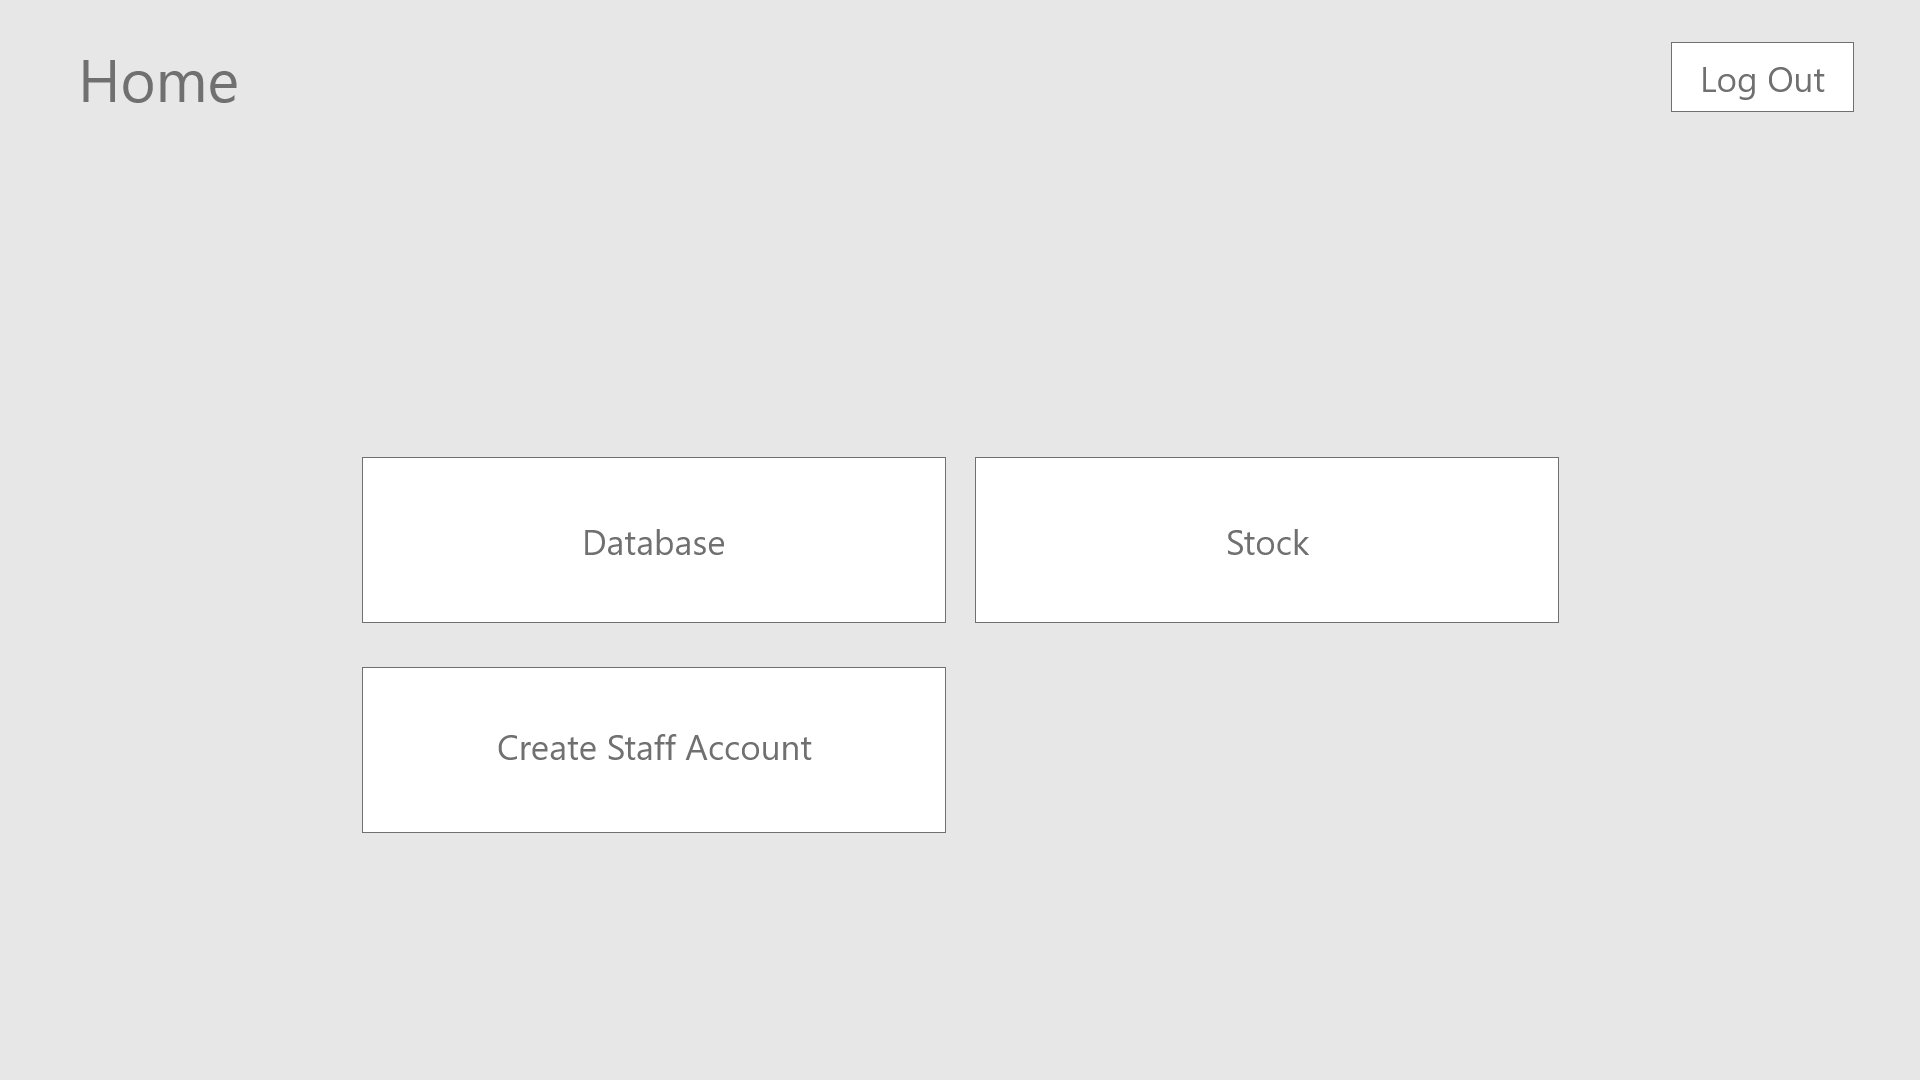 Home
Log Out
Database
Stock
Create Staff Account